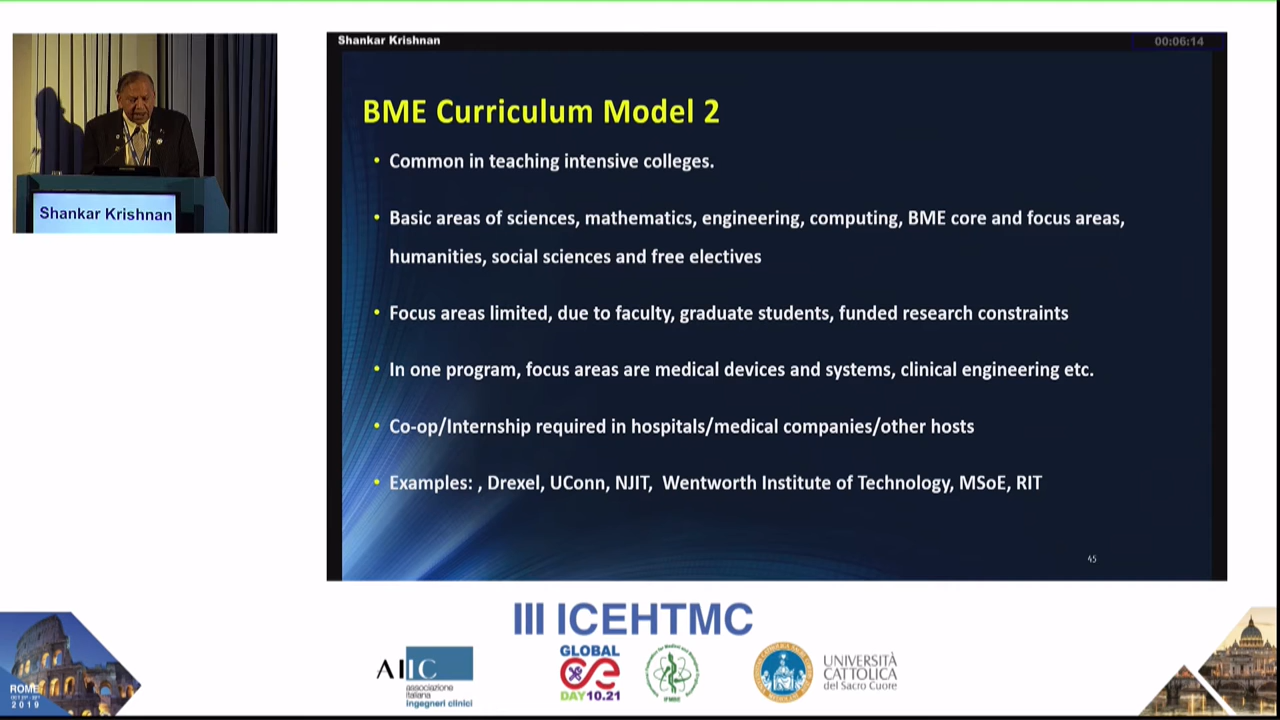 Shankar Krishnan
00:06:14
BME Curriculum Model 2
• Common in teaching intensive colleges.
• Basic areas of sciences, mathematics, engineering, computing, BME core and focus areas,
humanities, social sciences and free electives
• Focus areas limited, due to faculty, graduate students, funded research constraints
• In one program, focus areas are medical devices and systems, clinical engineering etc.
• Co-op/Internship required in hospitals/medical companies/other hosts
• Examples: , Drexel, UConn, NJIT, Wentworth Institute of Technology, MSoE, RIT
45
Shankar Krishnan
III ICEHTMC
AIIC
associazione
italiana
ingegneri clinici
GLOBAL
CE
DAY10.21
UNIVERSITÀ
CATTOLICA
del Sacro Cuore
ROME
2019